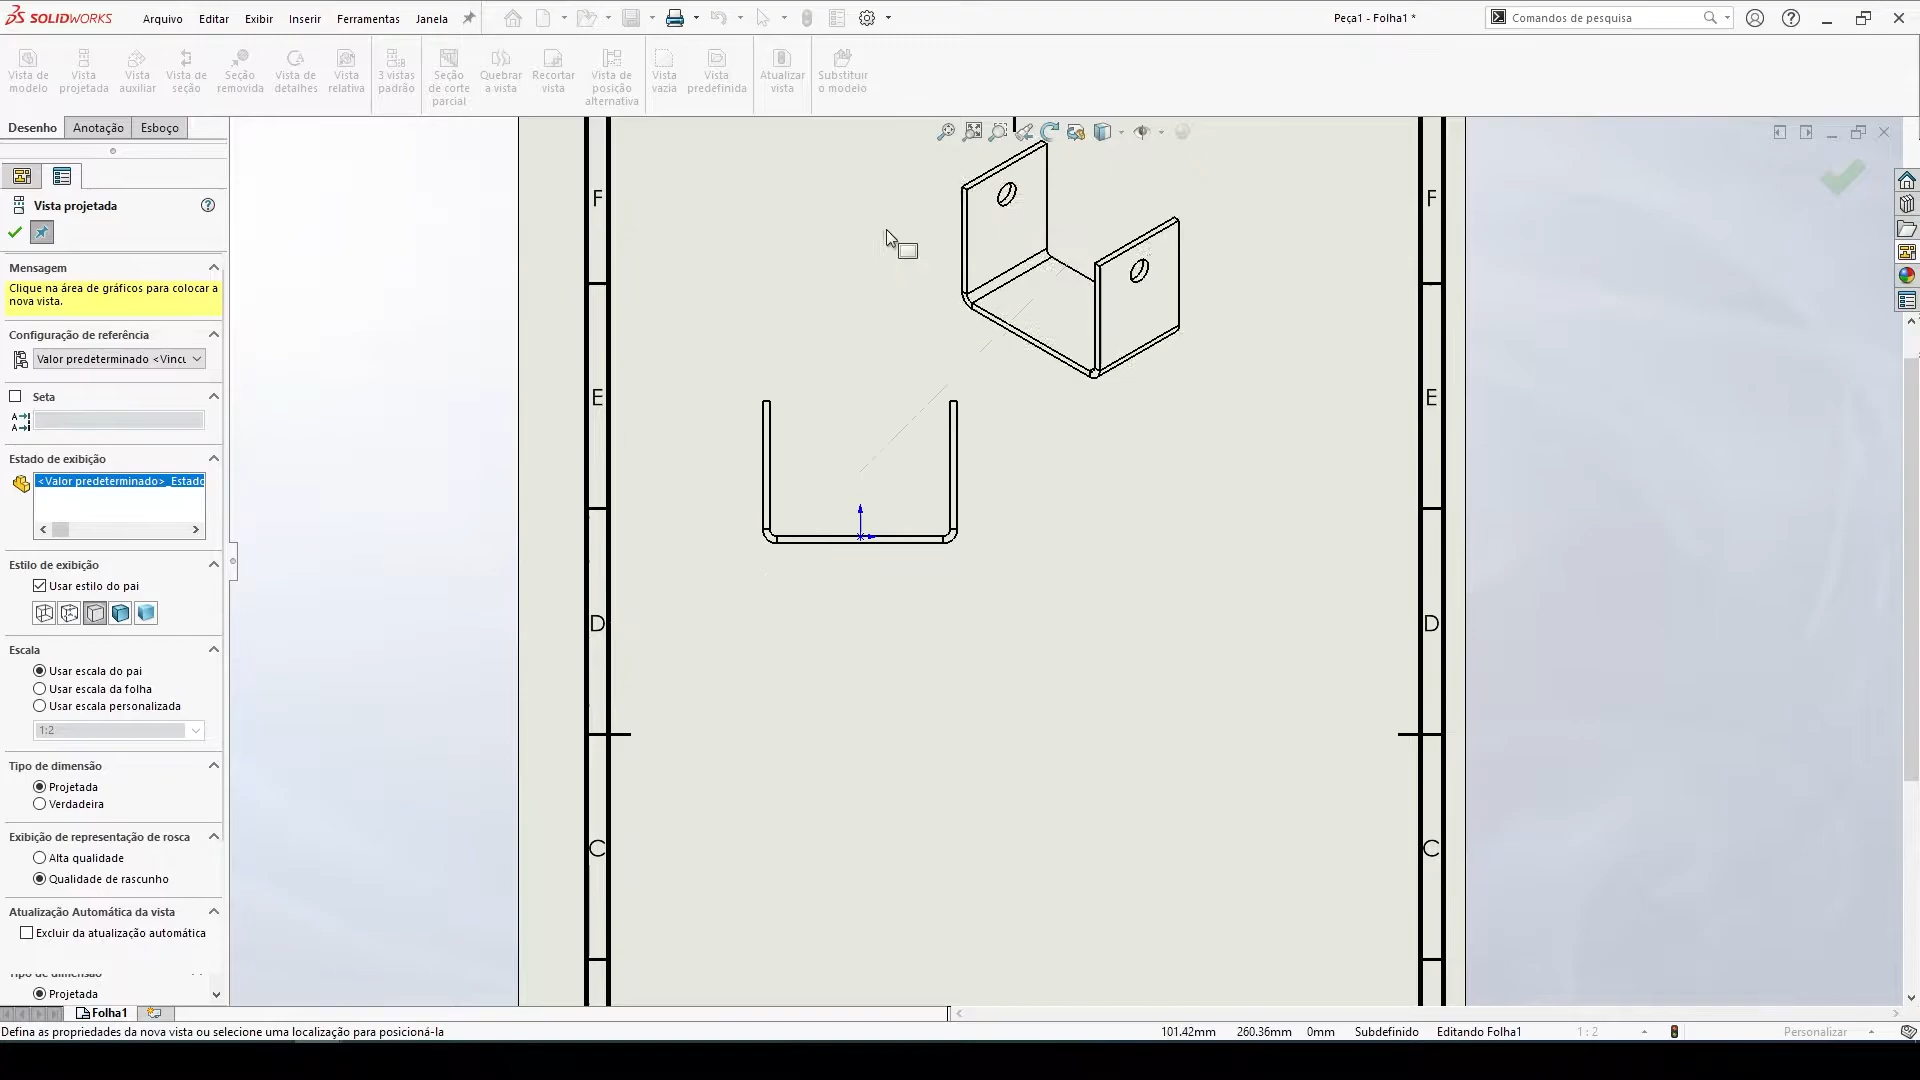 SOLIDWORKS
Arquivo
Editar
Exibir
Inserir
Ferramentas
Janela
Peça1 - Folha1 *
Comandos de pesquisa
Vista de
modelo
Vista
projetada
Vista
auxiliar
Vista de
seção
Seção
removida
Vista de
detalhes
Vista
relativa
3 vistas
padrão
Seção
de corte
parcial
Quebrar
a vista
Recortar
vista
Vista de
posição
alternativa
Vista
vazia
Vista
predefinida
Atualizar
vista
Substituir
o modelo
Desenho
Anotação
Esboço
Vista projetada
Mensagem
Clique na área de gráficos para colocar a
nova vista.
Configuração de referência
Valor predeterminado <Vincu
Seta
Estado de exibição
<Valor predeterminado>_Estado
Estilo de exibição
Usar estilo do pai
Escala
Usar escala do pai
Usar escala da folha
Usar escala personalizada
1:2
Tipo de dimensão
Projetada
Verdadeira
Exibição de representação de rosca
Alta qualidade
Qualidade de rascunho
Atualização Automática da vista
Excluir da atualização automática
Tipo de dimensão
Projetada
F
F
E
E
D
D
C
C
Folha1
Defina as propriedades da nova vista ou selecione uma localização para posicioná-la
101.42mm
260.36mm
0mm
Subdefinido
Editando Folha1
1 : 2
Personalizar